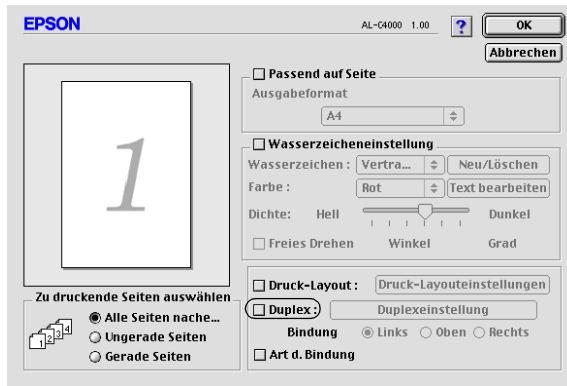 EPSON
AL-C4000 1.00
?
OK
Abbrechen
1
Passend auf Seite
Ausgabeformat
A4
Wasserzeicheneinstellung
Wasserzeichen : Vertra... Neu/Löschen
Farbe : Rot Text bearbeiten
Dichte: Hell Dunkel
Freies Drehen Winkel Grad
Druck-Layout : Druck-Layouteinstellungen
Duplex : Duplexeinstellung
Bindung Links Oben Rechts
Art d. Bindung
Zu druckende Seiten auswählen
1 2 3 4
Alle Seiten nache...
Ungerade Seiten
Gerade Seiten